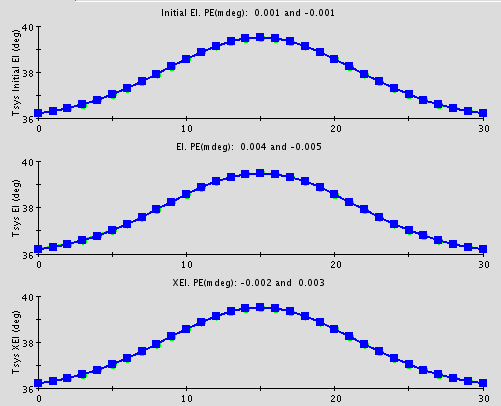 Initial El. PE(mdeg): 0.001 and -0.001
40
38
36
Tsys Initial El (deg)
0 10 20 30
El. PE(mdeg): 0.004 and -0.005
40
38
36
Tsys El (deg)
0 10 20 30
XEl. PE(mdeg): -0.002 and 0.003
40
38
36
Tsys XEl (deg)
0 10 20 30